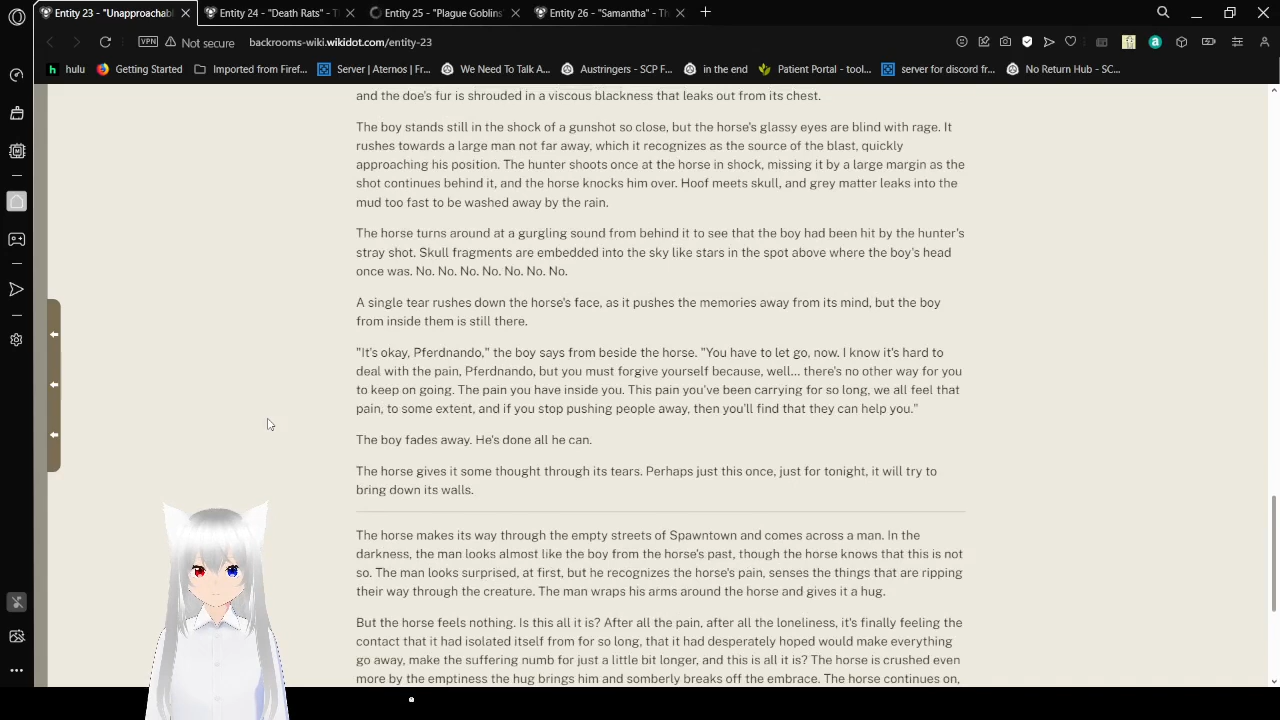 Entity 23 - "Unapproachabl
Entity 24 - "Death Rats" - T
Entity 25 - "Plague Goblins"
Entity 26 - "Samantha" - Th
VPN
Not secure
backrooms-wiki.wikidot.com/entity-23
h hulu
Getting Started
Imported from Firef...
Server | Aternos | Fr...
We Need To Talk A...
Austringers - SCP F...
in the end
Patient Portal - tool...
server for discord fr...
No Return Hub - SC...
and the doe's fur is shrouded in a viscous blackness that leaks out from its chest.
The boy stands still in the shock of a gunshot so close, but the horse's glassy eyes are blind with rage. It
rushes towards a large man not far away, which it recognizes as the source of the blast, quickly
approaching his position. The hunter shoots once at the horse in shock, missing it by a large margin as the
shot continues behind it, and the horse knocks him over. Hoof meets skull, and grey matter leaks into the
mud too fast to be washed away by the rain.
The horse turns around at a gurgling sound from behind it to see that the boy had been hit by the hunter's
stray shot. Skull fragments are embedded into the sky like stars in the spot above where the boy's head
once was. No. No. No. No. No. No. No.
A single tear rushes down the horse's face, as it pushes the memories away from its mind, but the boy
from inside them is still there.
"It's okay, Pferdnando," the boy says from beside the horse. "You have to let go, now. I know it's hard to
deal with the pain, Pferdnando, but you must forgive yourself because, well... there's no other way for you
to keep on going. The pain you have inside you. This pain you've been carrying for so long, we all feel that
pain, to some extent, and if you stop pushing people away, then you'll find that they can help you."
The boy fades away. He's done all he can.
The horse gives it some thought through its tears. Perhaps just this once, just for tonight, it will try to
bring down its walls.
The horse makes its way through the empty streets of Spawntown and comes across a man. In the
darkness, the man looks almost like the boy from the horse's past, though the horse knows that this is not
so. The man looks surprised, at first, but he recognizes the horse's pain, senses the things that are ripping
their way through the creature. The man wraps his arms around the horse and gives it a hug.
But the horse feels nothing. Is this all it is? After all the pain, after all the loneliness, it's finally feeling the
contact that it had isolated itself from for so long, that it had desperately hoped would make everything
go away, make the suffering numb for just a little bit longer, and this is all it is? The horse is crushed even
more by the emptiness the hug brings him and somberly breaks off the embrace. The horse continues on,